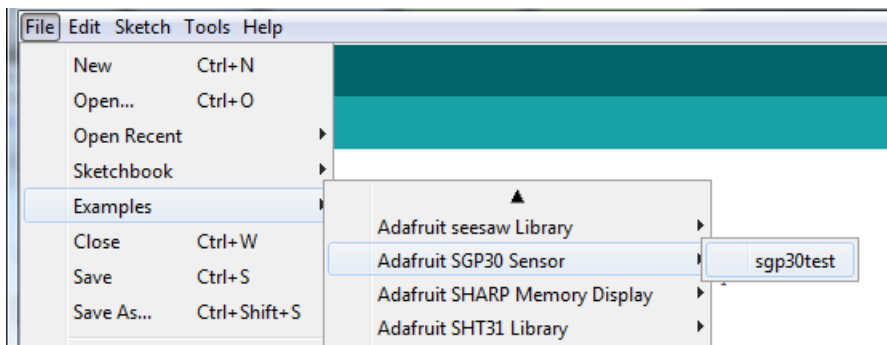 File Edit Sketch Tools Help
New Ctrl+N
Open... Ctrl+O
Open Recent
Sketchbook
Examples
Close Ctrl+W
Save Ctrl+S
Save As... Ctrl+Shift+S
Adafruit seesaw Library
Adafruit SGP30 Sensor
Adafruit SHARP Memory Display
Adafruit SHT31 Library
sgp30test